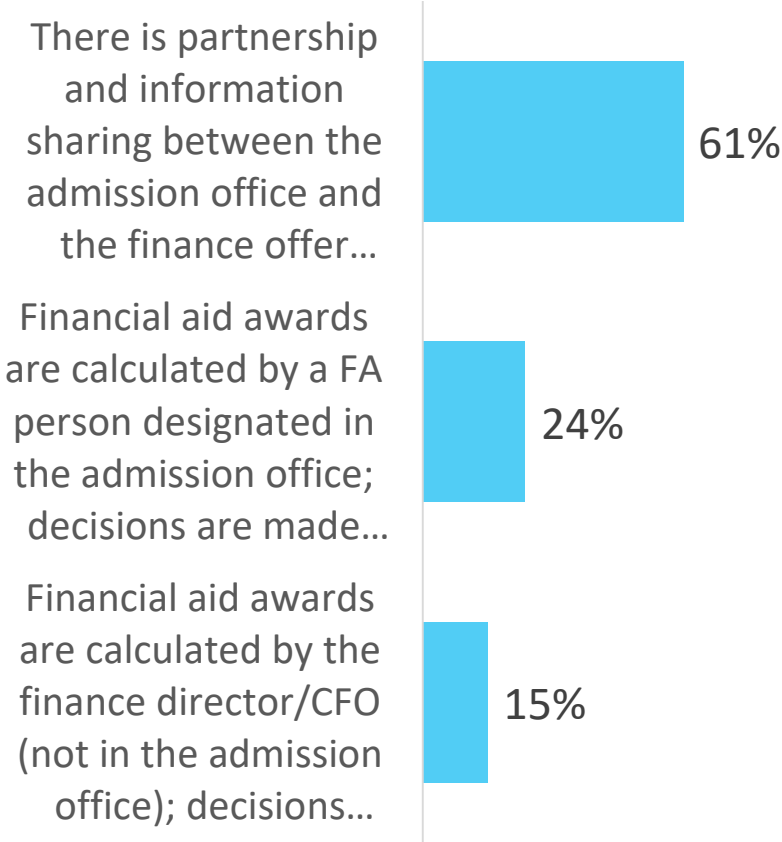 There is partnership
and information
sharing between the
admission office and
the finance offer…
61%
Financial aid awards
are calculated by a FA
person designated in
the admission office;
decisions are made…
24%
Financial aid awards
are calculated by the
finance director/CFO
(not in the admission
office); decisions…
15%